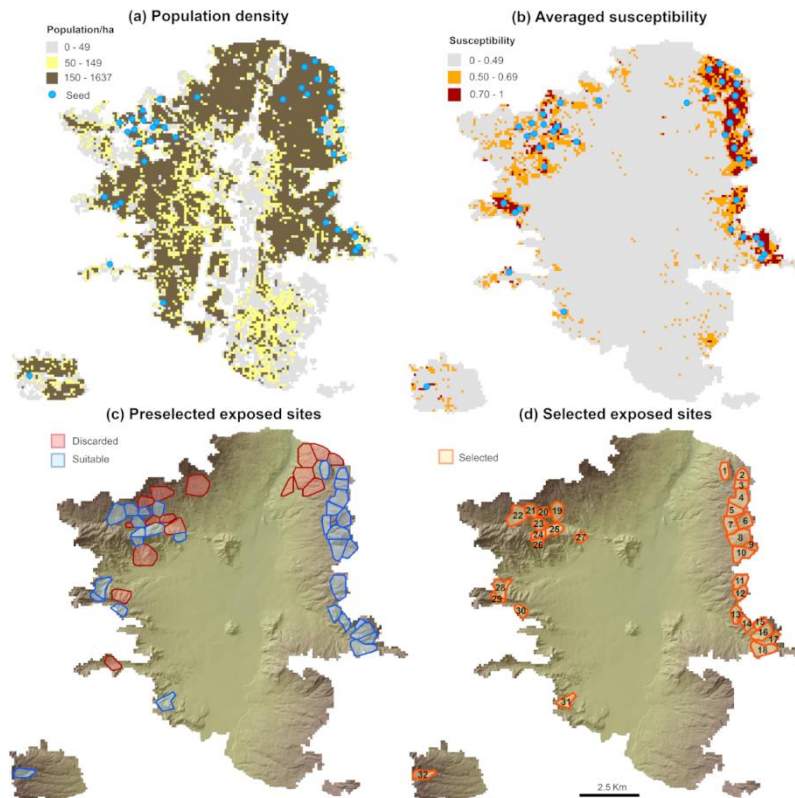 (a) Population density
Population/ha
0 - 49
50 - 149
150 - 1637
Seed
(b) Averaged susceptibility
Susceptibility
0 - 0.49
0.50 - 0.69
0.70 - 1
(c) Preselected exposed sites
Discarded
Suitable
(d) Selected exposed sites
Selected
1
2
3
4
5
6
7
8
9
10
11
12
13
14
15
16
17
18
19
20
21
22
23
24
25
26
27
28
29
30
31
32
2.5 Km